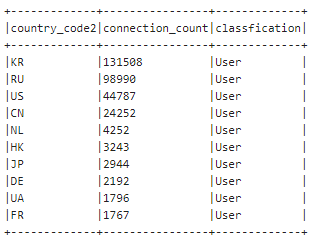 +-------------+----------------+-------------+
|country_code2|connection_count|classfication|
+-------------+----------------+-------------+
|KR           |131508          |User         |
|RU           |98990           |User         |
|US           |44787           |User         |
|CN           |24252           |User         |
|NL           |4252            |User         |
|HK           |3243            |User         |
|JP           |2944            |User         |
|DE           |2192            |User         |
|UA           |1796            |User         |
|FR           |1767            |User         |
+-------------+----------------+-------------+